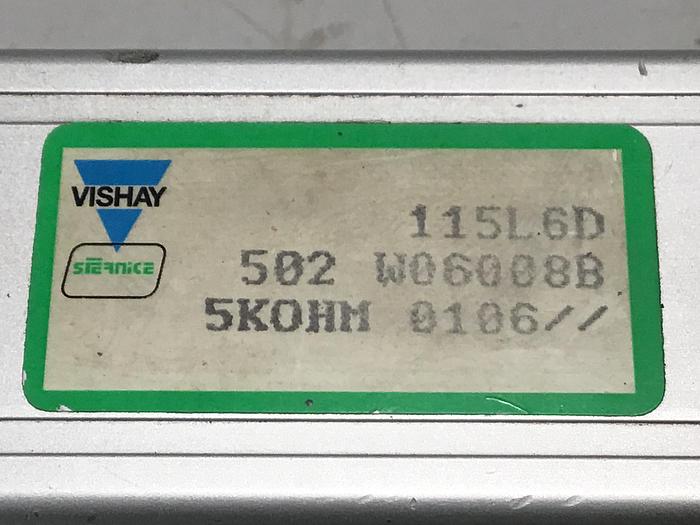 VISHAY
SFERNICE
115L6D
502 W06008B
5KOHM 0106//